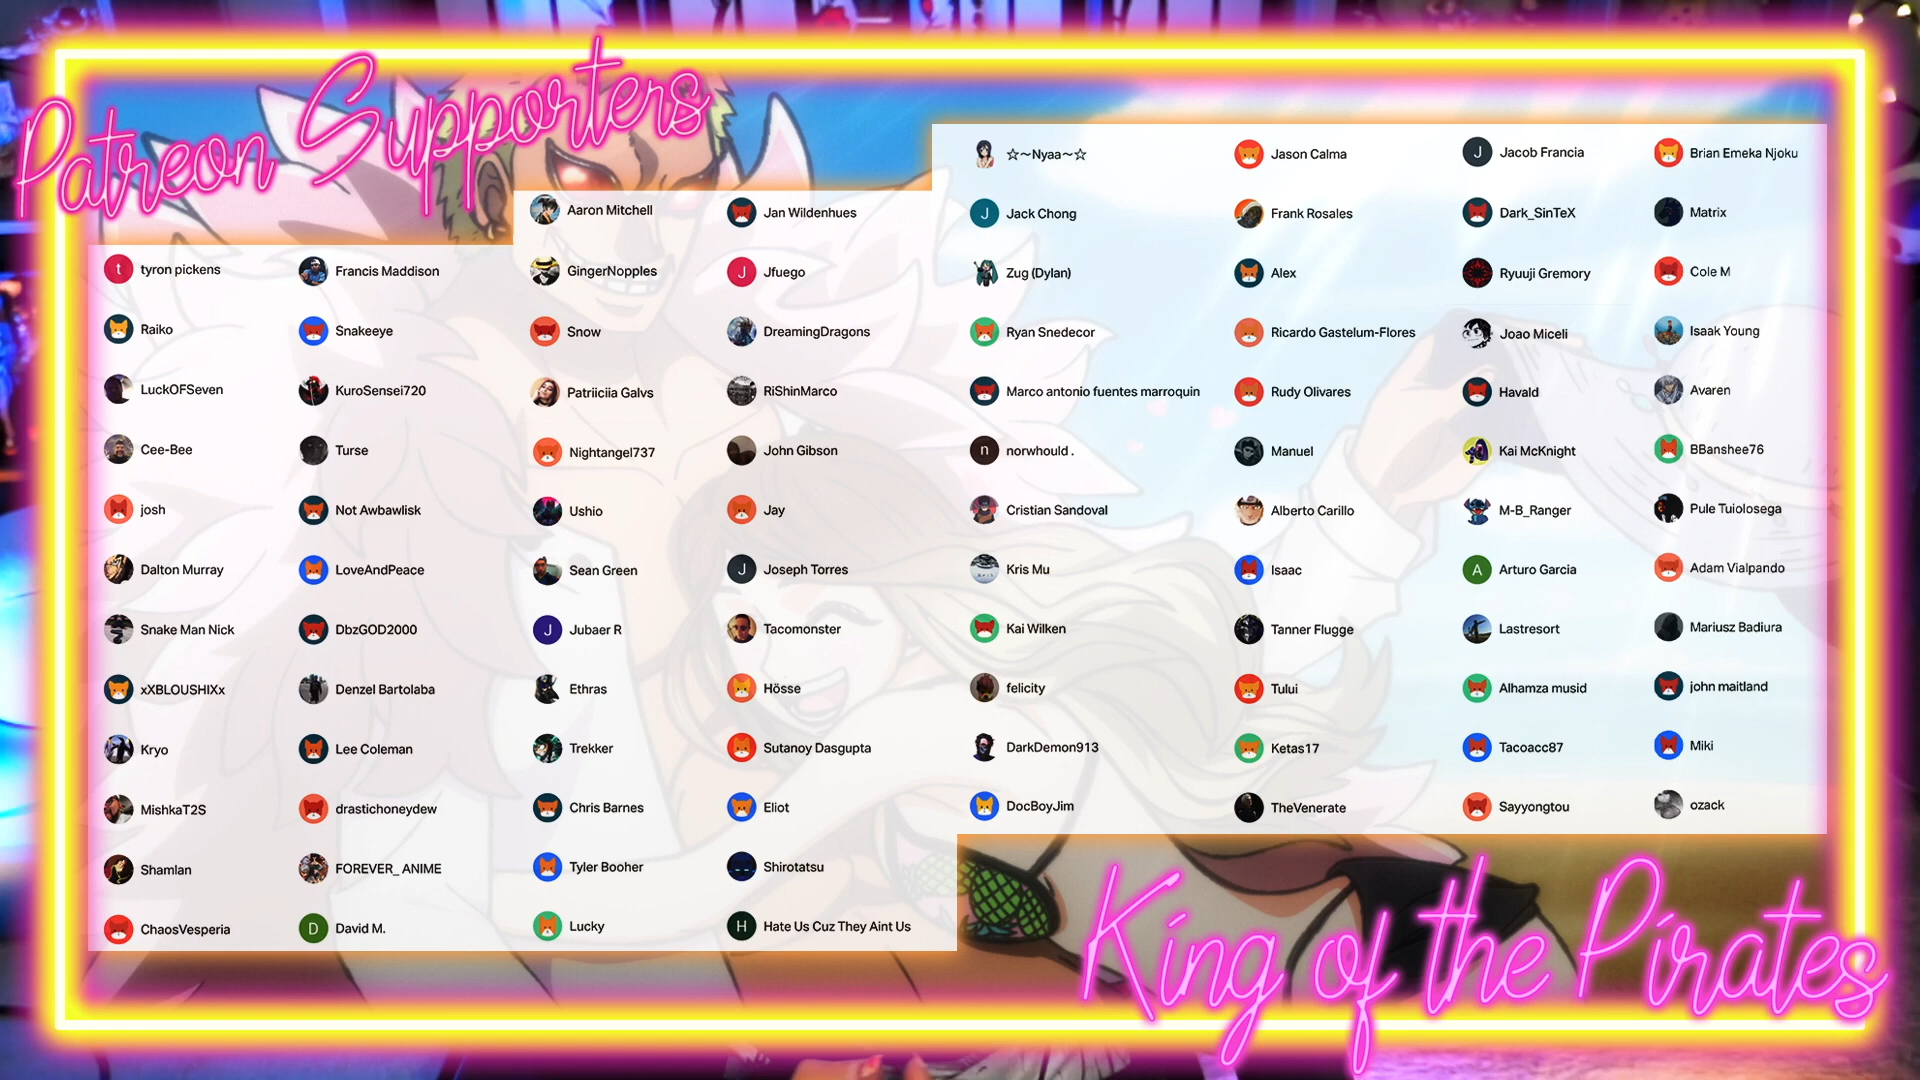 Patreon Supporters
tyron pickens
Raiko
LuckOFSeven
Cee-Bee
josh
Dalton Murray
Snake Man Nick
xXBLOUSHIXx
Kryo
MishkaT2S
Shamlan
ChaosVesperia
Francis Maddison
Snakeeye
KuroSensei720
Turse
Not Awbawlisk
LoveAndPeace
DbzGOD2000
Denzel Bartolaba
Lee Coleman
drastichoneydew
FOREVER_ ANIME
D
David M.
Aaron Mitchell
GingerNopples
Snow
Patriiciia Galvs
Nightangel737
Ushio
Sean Green
J
Jubaer R
Ethras
Trekker
Chris Barnes
Tyler Booher
Lucky
Jan Wildenhues
J
Jfuego
DreamingDragons
RiShinMarco
John Gibson
Jay
J
Joseph Torres
Tacomonster
Hösse
Sutanoy Dasgupta
Eliot
Shirotatsu
H
Hate Us Cuz They Aint Us
☆〜Nyaa〜☆
J
Jack Chong
Zug (Dylan)
Ryan Snedecor
Marco antonio fuentes marroquin
n
norwhould .
Cristian Sandoval
Kris Mu
Kai Wilken
felicity
DarkDemon913
DocBoyJim
Jason Calma
Frank Rosales
Alex
Ricardo Gastelum-Flores
Rudy Olivares
Manuel
Alberto Carillo
Isaac
Tanner Flugge
Tului
Ketas17
TheVenerate
J
Jacob Francia
Dark_SinTeX
Ryuuji Gremory
Joao Miceli
Havald
Kai McKnight
M-B_Ranger
A
Arturo Garcia
Lastresort
Alhamza musid
Tacoacc87
Sayyongtou
Brian Emeka Njoku
Matrix
Cole M
Isaak Young
Avaren
BBanshee76
Pule Tuiolosega
Adam Vialpando
Mariusz Badiura
john maitland
Miki
ozack
King of the Pirates